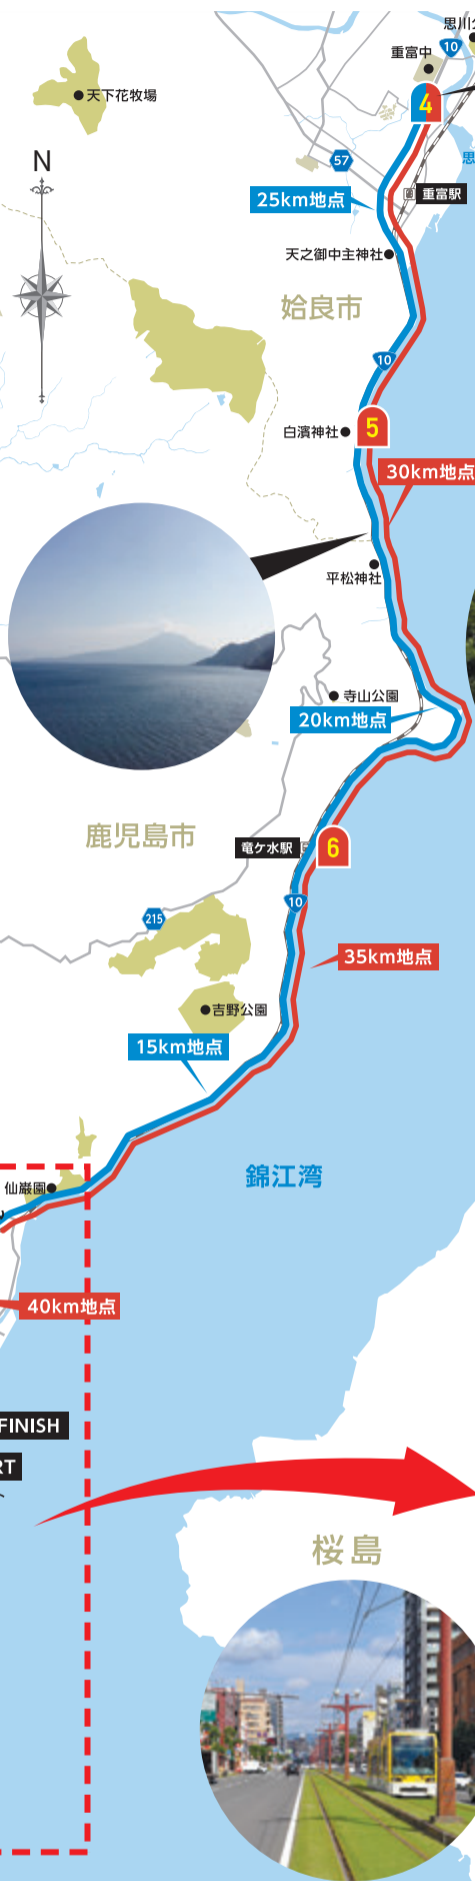 思川
10
重富中
天下花牧場
4
N
57
思
25km地点
重富駅
天之御中主神社
姶良市
10
5
白濱神社
30km地点
平松神社
寺山公園
20km地点
鹿児島市
竜ケ水駅
6
10
215
35km地点
吉野公園
15km地点
錦江湾
仙巌園
40km地点
FINISH
RT
桜島